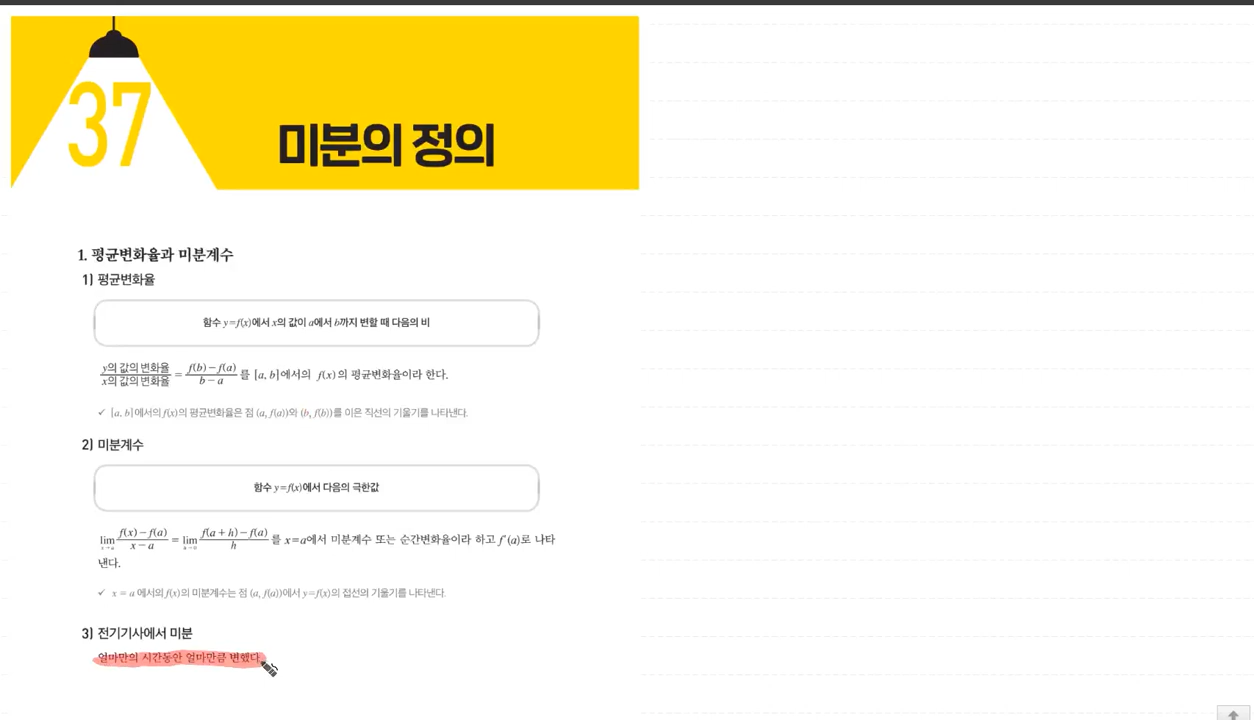 37
미분의 정의
1. 평균변화율과 미분계수
1) 평균변화율
함수 y=f(x)에서 x의 값이 a에서 b까지 변할 때 다음의 비
y의 값의 변화율/x의 값의 변화율 = f(b)−f(a)/b−a 를 [a, b]에서의 f(x)의 평균변화율이라 한다.
✓ [a, b]에서의 f(x)의 평균변화율은 점 (a, f(a))와 (b, f(b))를 이은 직선의 기울기를 나타낸다.
2) 미분계수
함수 y=f(x)에서 다음의 극한값
lim x→a f(x)−f(a)/x−a = lim f(a+h)−f(a)/h 를 x=a에서 미분계수 또는 순간변화율이라 하고 f′(a)로 나타
낸다.
✓ x = a 에서의 f(x)의 미분계수는 점 (a, f(a))에서 y=f(x)의 접선의 기울기를 나타낸다.
3) 전기기사에서 미분
얼마만의 시간동안 얼마만큼 변했다.